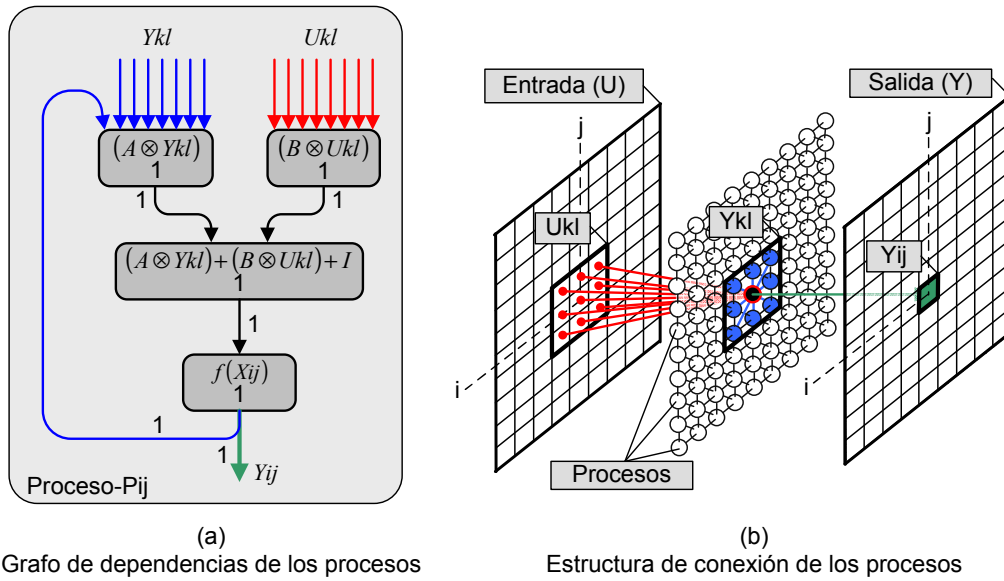 Ykl
Ukl
(A ⊗ Ykl)
1
(B ⊗ Ukl)
1
1
1
(A ⊗ Ykl) + (B ⊗ Ukl) + I
1
1
f(Xij)
1
1
1
Yij
Proceso-Pij
(a)
Grafo de dependencias de los procesos
Entrada (U)
Salida (Y)
j
j
Ukl
Ykl
Yij
i
i
Procesos
(b)
Estructura de conexión de los procesos